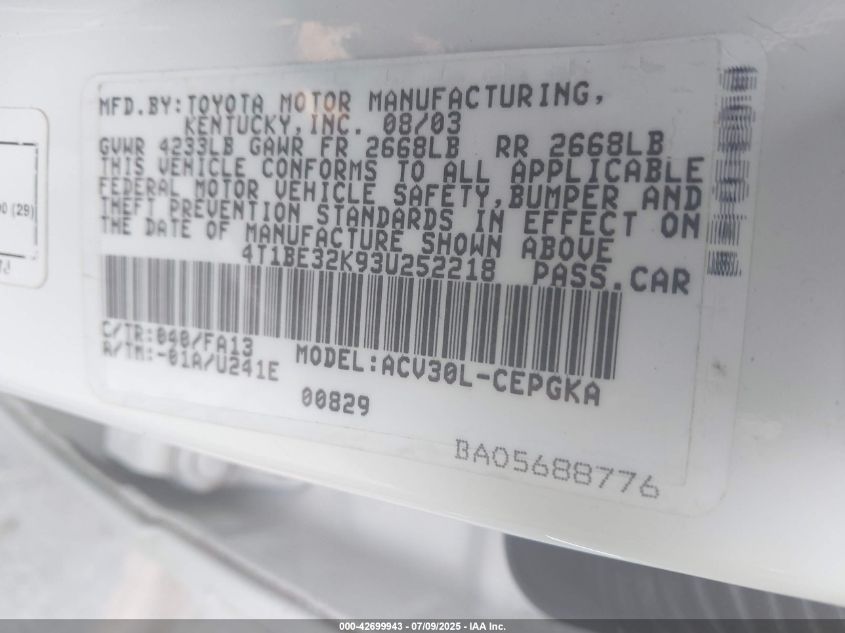 MFD.BY:TOYOTA MOTOR MANUFACTURING,
KENTUCKY,INC. 08/03
GVWR 4233LB GAWR FR 2668LB RR 2668LB
THIS VEHICLE CONFORMS TO ALL APPLICABLE
FEDERAL MOTOR VEHICLE SAFETY,BUMPER AND
THEFT PREVENTION STANDARDS IN EFFECT ON
THE DATE OF MANUFACTURE SHOWN ABOVE
4T1BE32K93U252218 PASS.CAR
C/TR:040/FA13
A/TM:-01A/U241E MODEL:ACV30L-CEPGKA
00829
BA05688776
(29)
000-42699943 - 07/09/2025 - IAA Inc.